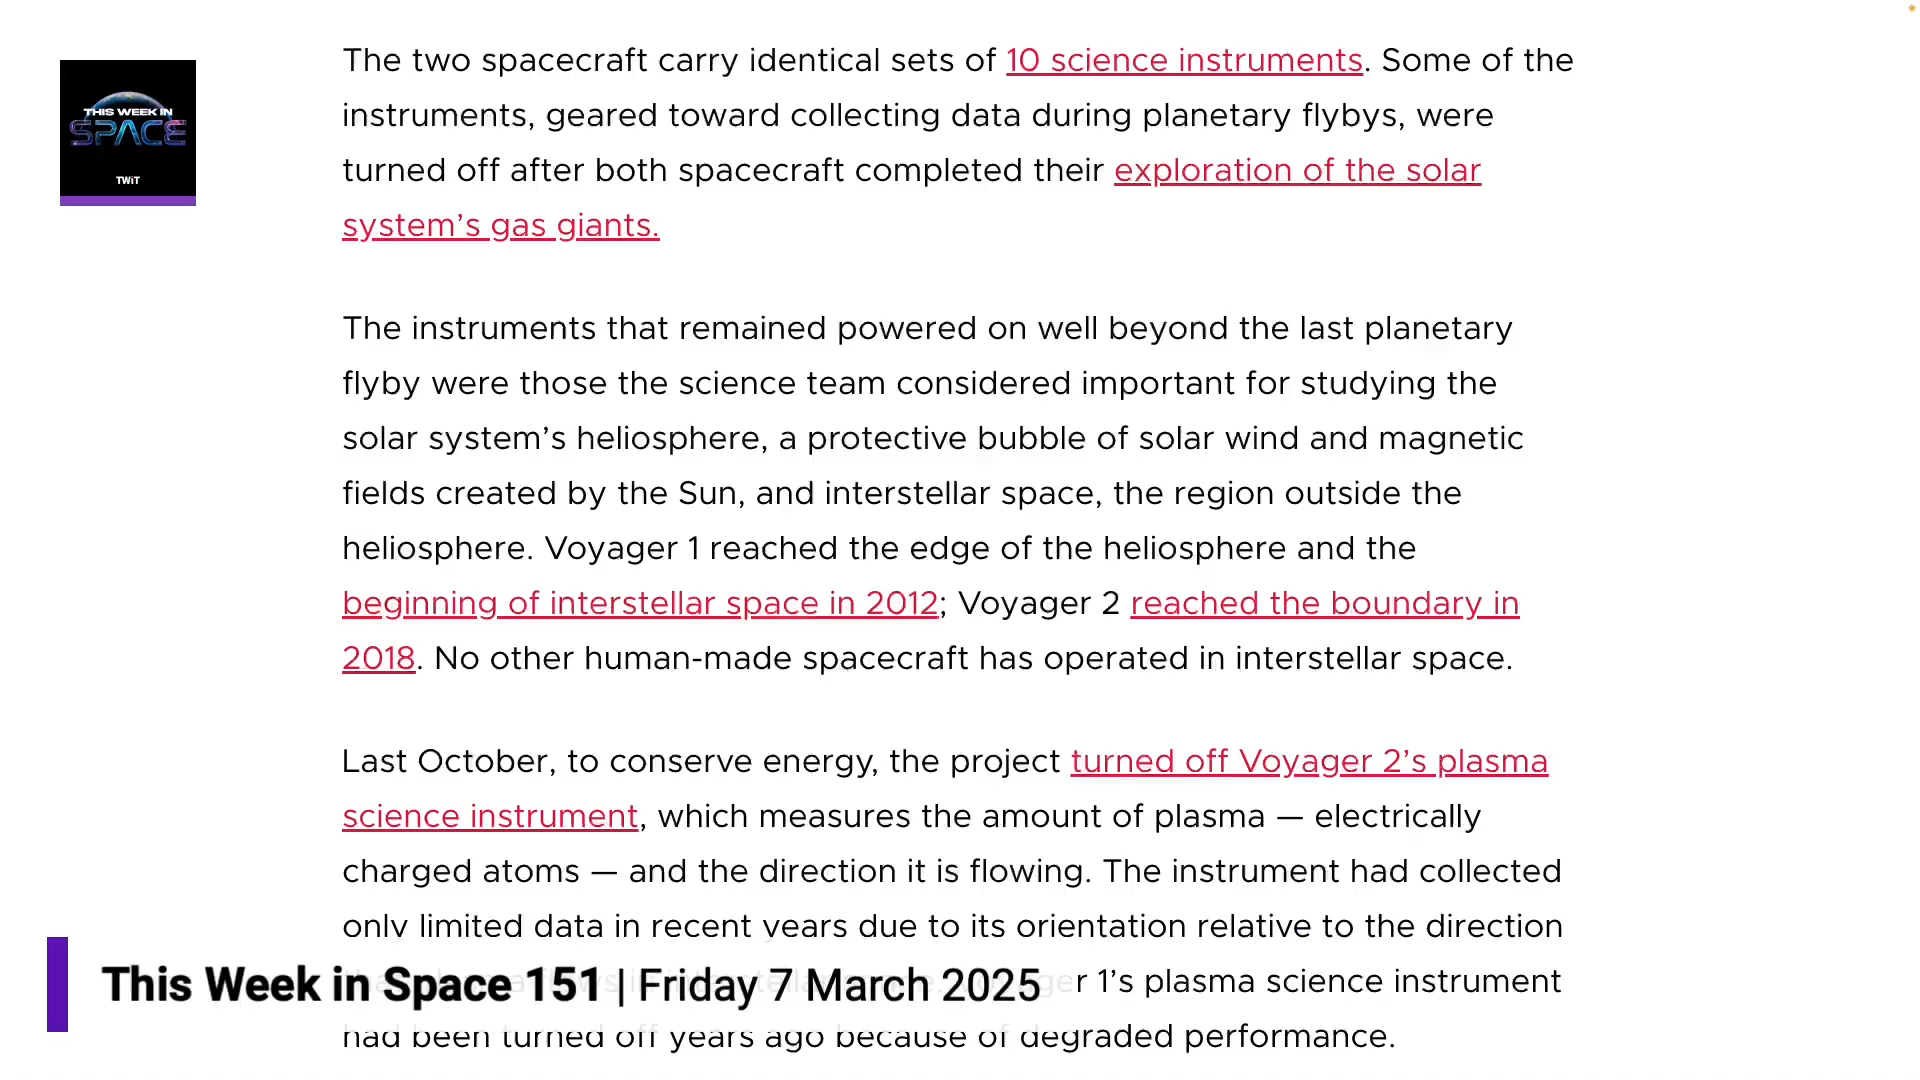 THIS WEEK IN
SPACE
TWiT
The two spacecraft carry identical sets of 10 science instruments. Some of the
instruments, geared toward collecting data during planetary flybys, were
turned off after both spacecraft completed their exploration of the solar
system’s gas giants.
The instruments that remained powered on well beyond the last planetary
flyby were those the science team considered important for studying the
solar system’s heliosphere, a protective bubble of solar wind and magnetic
fields created by the Sun, and interstellar space, the region outside the
heliosphere. Voyager 1 reached the edge of the heliosphere and the
beginning of interstellar space in 2012; Voyager 2 reached the boundary in
2018. No other human-made spacecraft has operated in interstellar space.
Last October, to conserve energy, the project turned off Voyager 2’s plasma
science instrument, which measures the amount of plasma — electrically
charged atoms — and the direction it is flowing. The instrument had collected
only limited data in recent years due to its orientation relative to the direction
r 1’s plasma science instrument
had been turned off years ago because of degraded performance.
This Week in Space 151 | Friday 7 March 2025